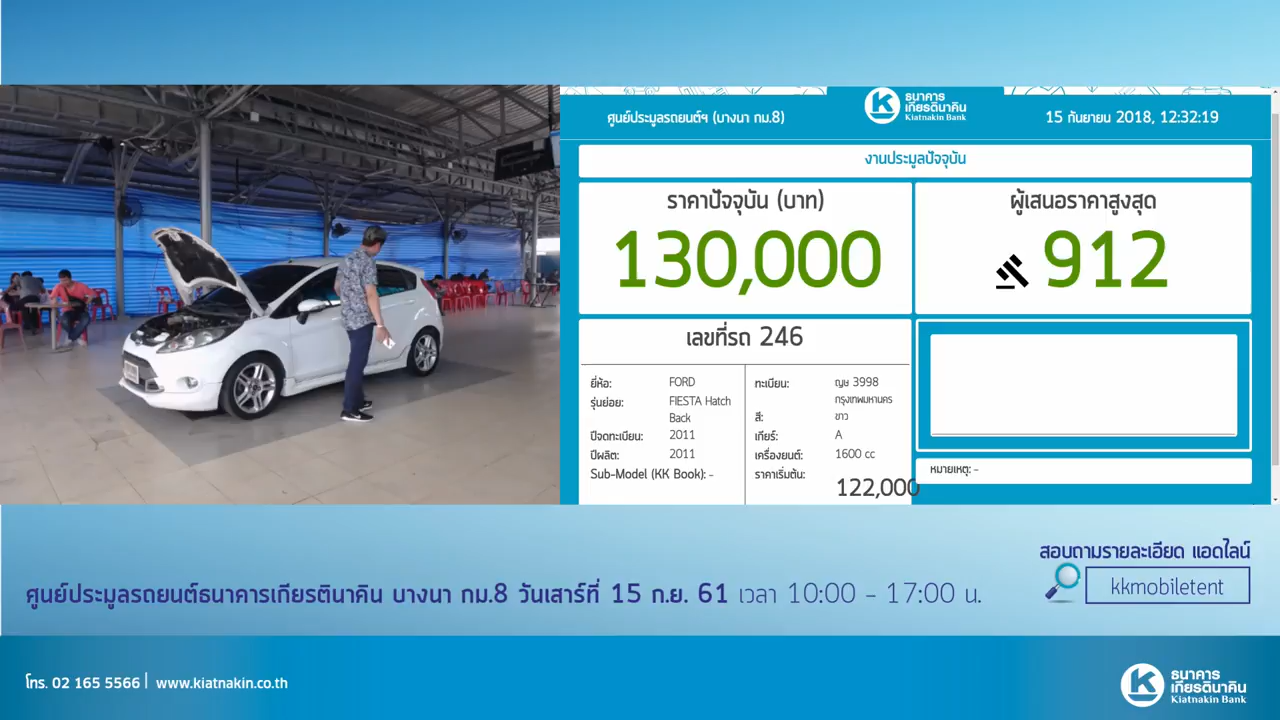 ศูนย์ประมูลรถยนต์ฯ (บางนา กม.8)
ธนาคาร
เกียรตินาคิน
Kiatnakin Bank
15 กันยายน 2018, 12:32:19
งานประมูลปัจจุบัน
ราคาปัจจุบัน (บาท)
130,000
ผู้เสนอราคาสูงสุด
912
เลขที่รถ 246
ยี่ห้อ: FORD
รุ่นย่อย: FIESTA Hatch
Back
ปีจดทะเบียน: 2011
ปีผลิต: 2011
Sub-Model (KK Book): -
ทะเบียน: ญษ 3998
กรุงเทพมหานคร
สี: ขาว
เกียร์: A
เครื่องยนต์: 1600 cc
ราคาเริ่มต้น: 122,000
หมายเหตุ: -
สอบถามรายละเอียด แอดไลน์
kkmobiletent
ศูนย์ประมูลรถยนต์ธนาคารเกียรตินาคิน บางนา กม.8 วันเสาร์ที่ 15 ก.ย. 61 เวลา 10:00 - 17:00 น.
โทร. 02 165 5566 | www.kiatnakin.co.th
ธนาคาร
เกียรตินาคิน
Kiatnakin Bank